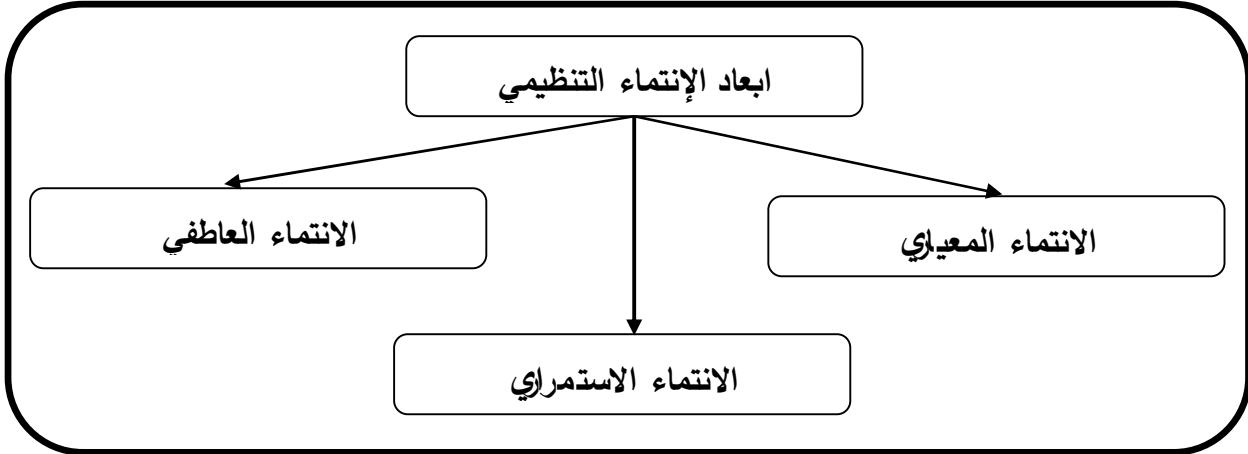 ابعاد الإنتماء التنظيمي
الانتماء المعياري
الانتماء العاطفي
الانتماء الاستمراري